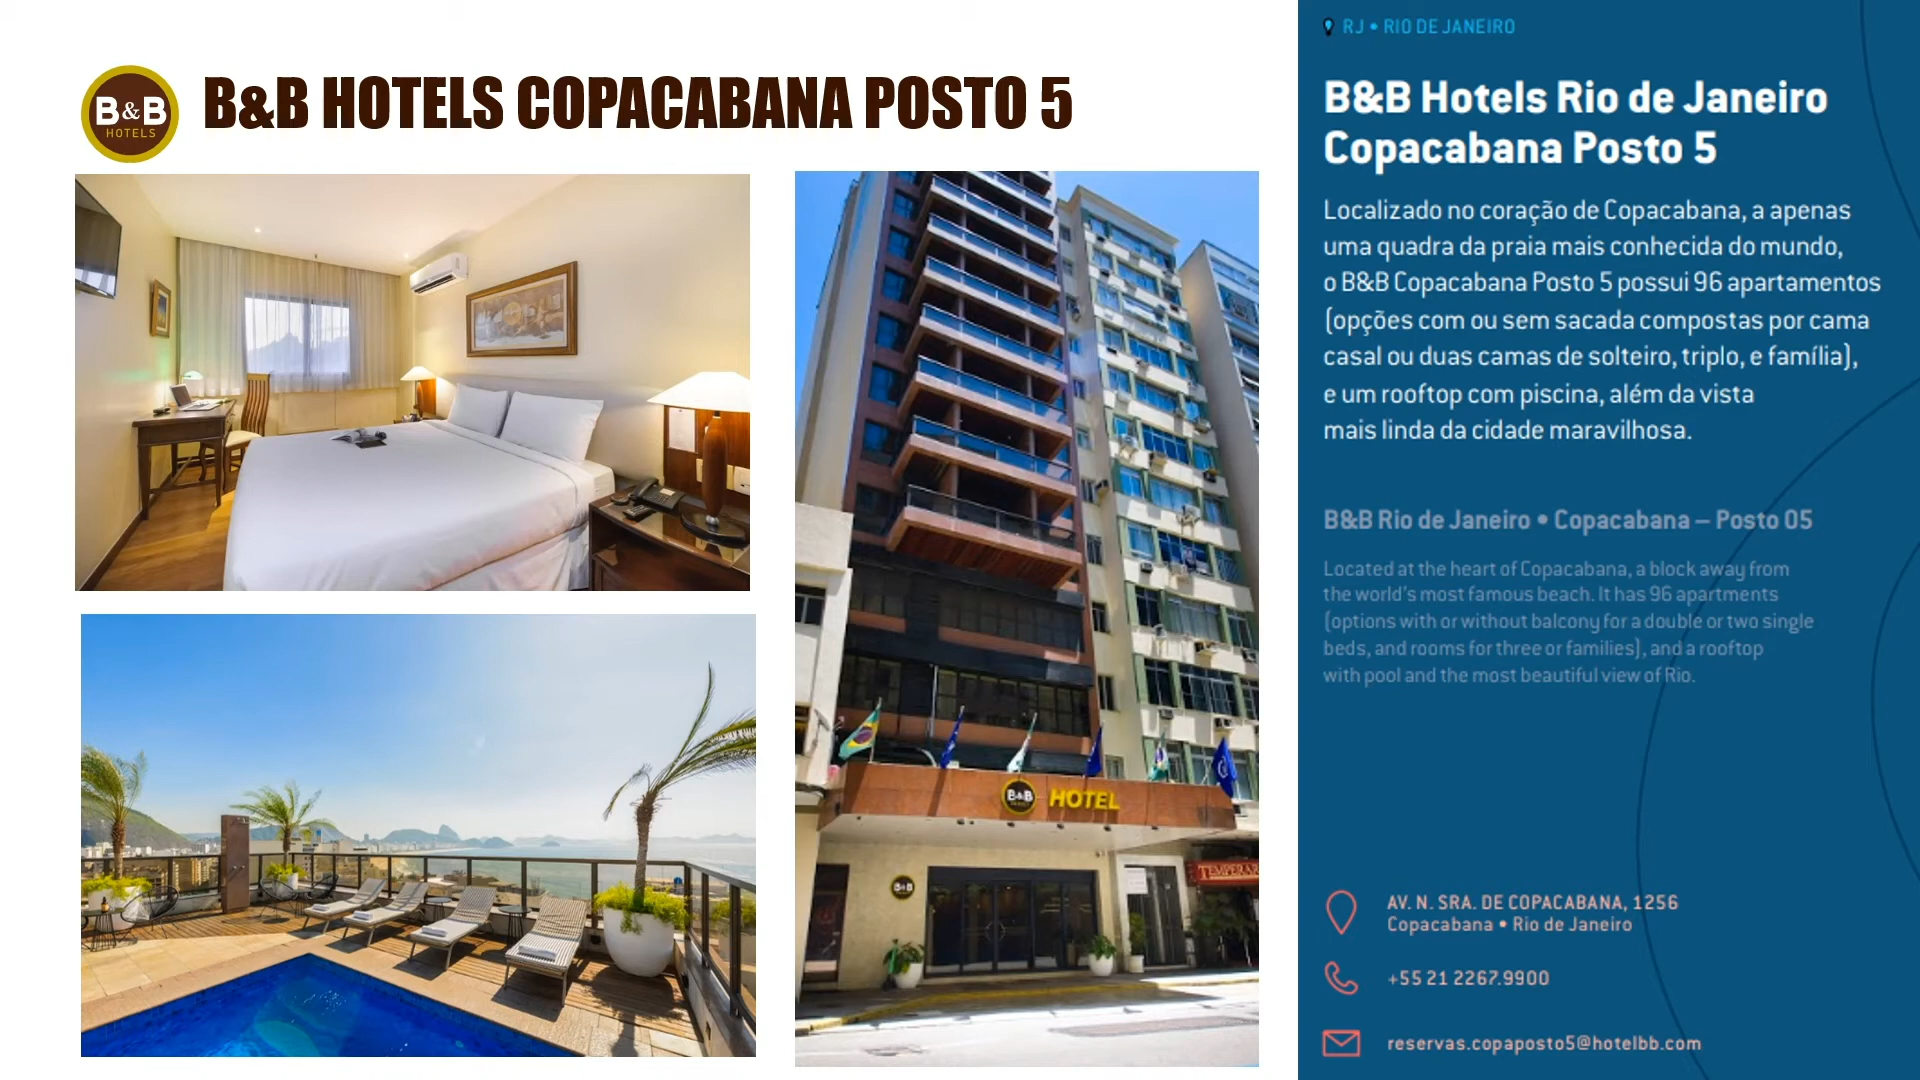 B&B
HOTELS
B&B HOTELS COPACABANA POSTO 5
B&B
HOTEL
B&B
TEMPERAR
RJ • RIO DE JANEIRO
B&B Hotels Rio de Janeiro
Copacabana Posto 5
Localizado no coração de Copacabana, a apenas
uma quadra da praia mais conhecida do mundo,
o B&B Copacabana Posto 5 possui 96 apartamentos
(opções com ou sem sacada compostas por cama
casal ou duas camas de solteiro, triplo, e família),
e um rooftop com piscina, além da vista
mais linda da cidade maravilhosa.
B&B Rio de Janeiro • Copacabana – Posto 05
Located at the heart of Copacabana, a block away from
the world's most famous beach. It has 96 apartments
(options with or without balcony for a double or two single
beds, and rooms for three or families), and a rooftop
with pool and the most beautiful view of Rio.
AV. N. SRA. DE COPACABANA, 1256
Copacabana • Rio de Janeiro
+55 21 2267.9900
reservas.copaposto5@hotelbb.com